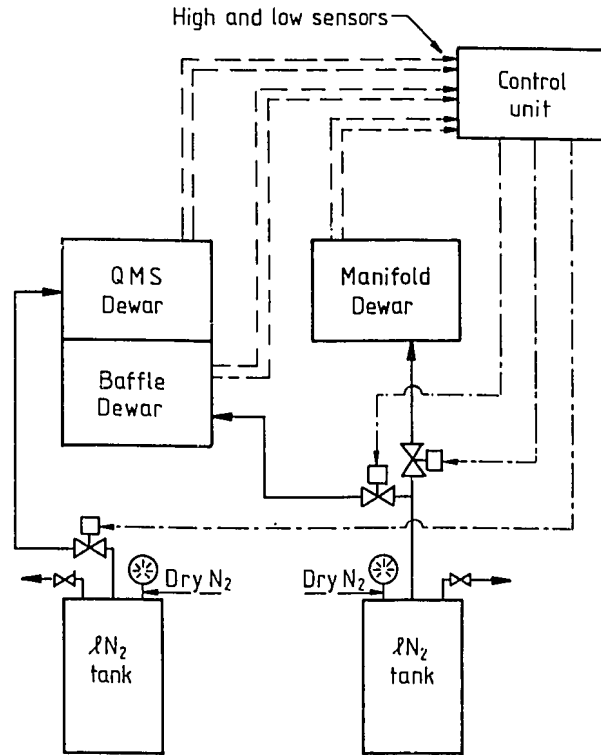 High and low sensors
Control
unit
QMS
Dewar
Manifold
Dewar
Baffle
Dewar
Dry N₂
Dry N₂
ℓN₂
tank
ℓN₂
tank